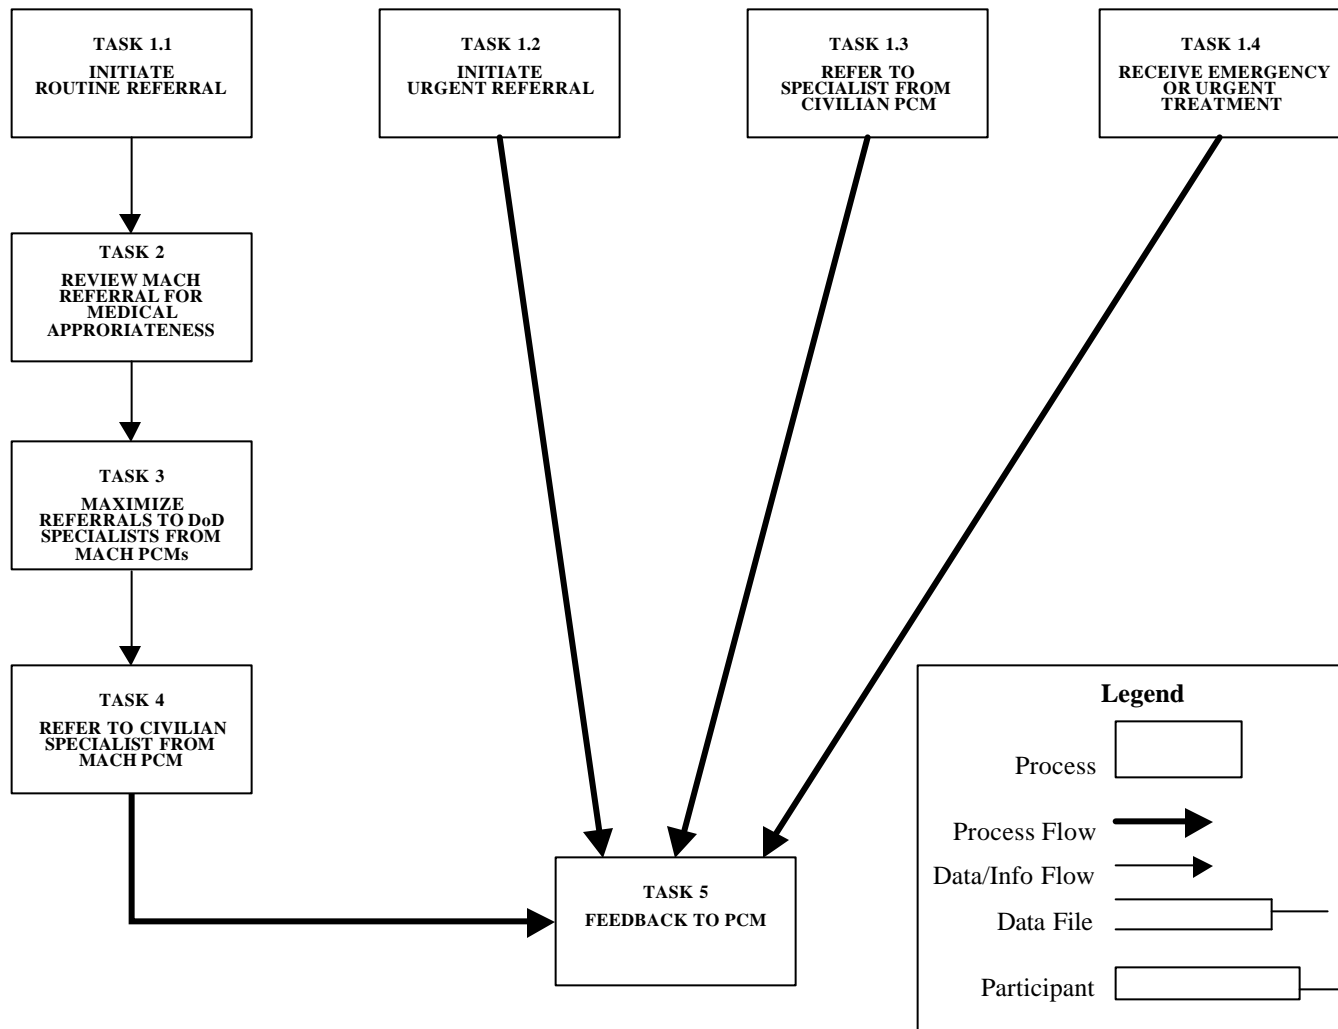 TASK 1.1
INITIATE
ROUTINE REFERRAL
TASK 1.2
INITIATE
URGENT REFERRAL
TASK 1.3
REFER TO
SPECIALIST FROM
CIVILIAN PCM
TASK 1.4
RECEIVE EMERGENCY
OR URGENT
TREATMENT
TASK 2
REVIEW MACH
REFERRAL FOR
MEDICAL
APPRORIATENESS
TASK 3
MAXIMIZE
REFERRALS TO DoD
SPECIALISTS FROM
MACH PCMs
TASK 4
REFER TO CIVILIAN
SPECIALIST FROM
MACH PCM
TASK 5
FEEDBACK TO PCM
Legend
Process
Process Flow
Data/Info Flow
Data File
Participant